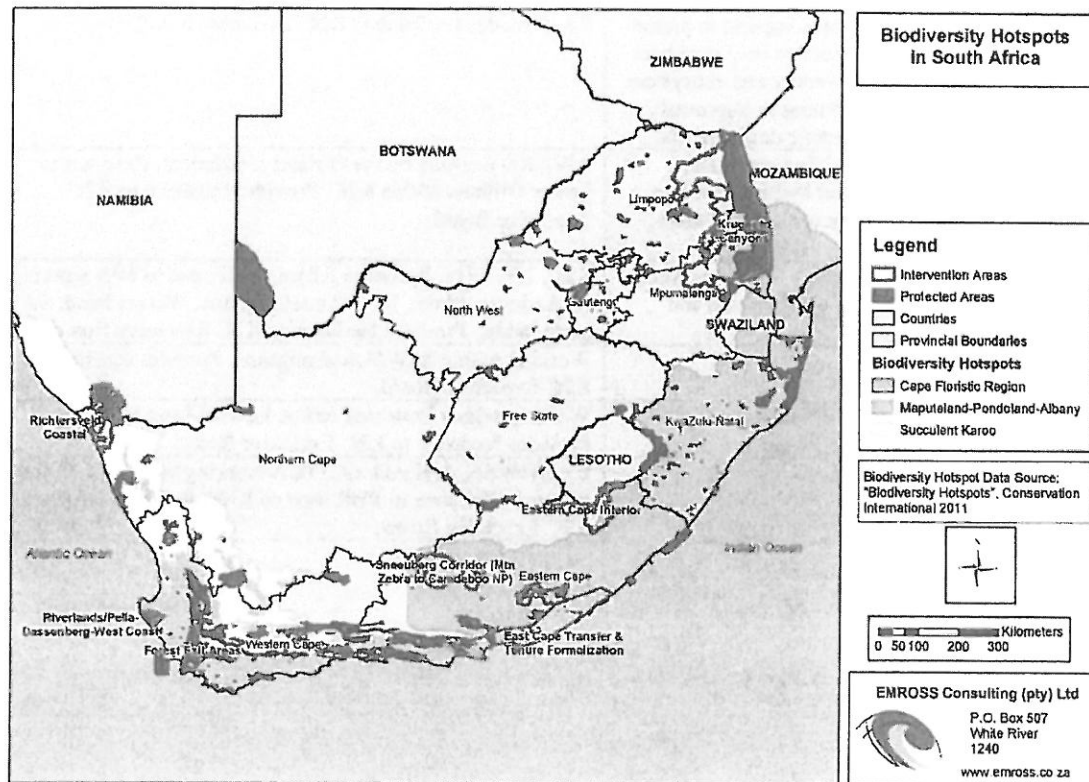 Biodiversity Hotspots
in South Africa
ZIMBABWE
BOTSWANA
MOZAMBIQUE
NAMIBIA
Limpopo
Kruger
Canyon
Mpumalanga
Gauteng
North West
SWAZILAND
Free State
KwaZulu-Natal
LESOTHO
Richtersveld
Coastal
Northern Cape
Eastern Cape Interior
Atlantic Ocean
Indian Ocean
Sneeuberg Corridor (Mtn
Zebra to Camdeboo NP)
Eastern Cape
Riverlands/Pella-
Dassenberg-West Coast
Forest Exit Areas
Western Cape
East Cape Transfer &
Tenure Formalization
Legend
Intervention Areas
Protected Areas
Countries
Provincial Boundaries
Biodiversity Hotspots
Cape Floristic Region
Maputaland-Pondoland-Albany
Succulent Karoo
Biodiversity Hotspot Data Source:
"Biodiversity Hotspots", Conservation
International 2011
Kilometers
0 50 100 200 300
EMROSS Consulting (pty) Ltd
P.O. Box 507
White River
1240
www.emross.co.za